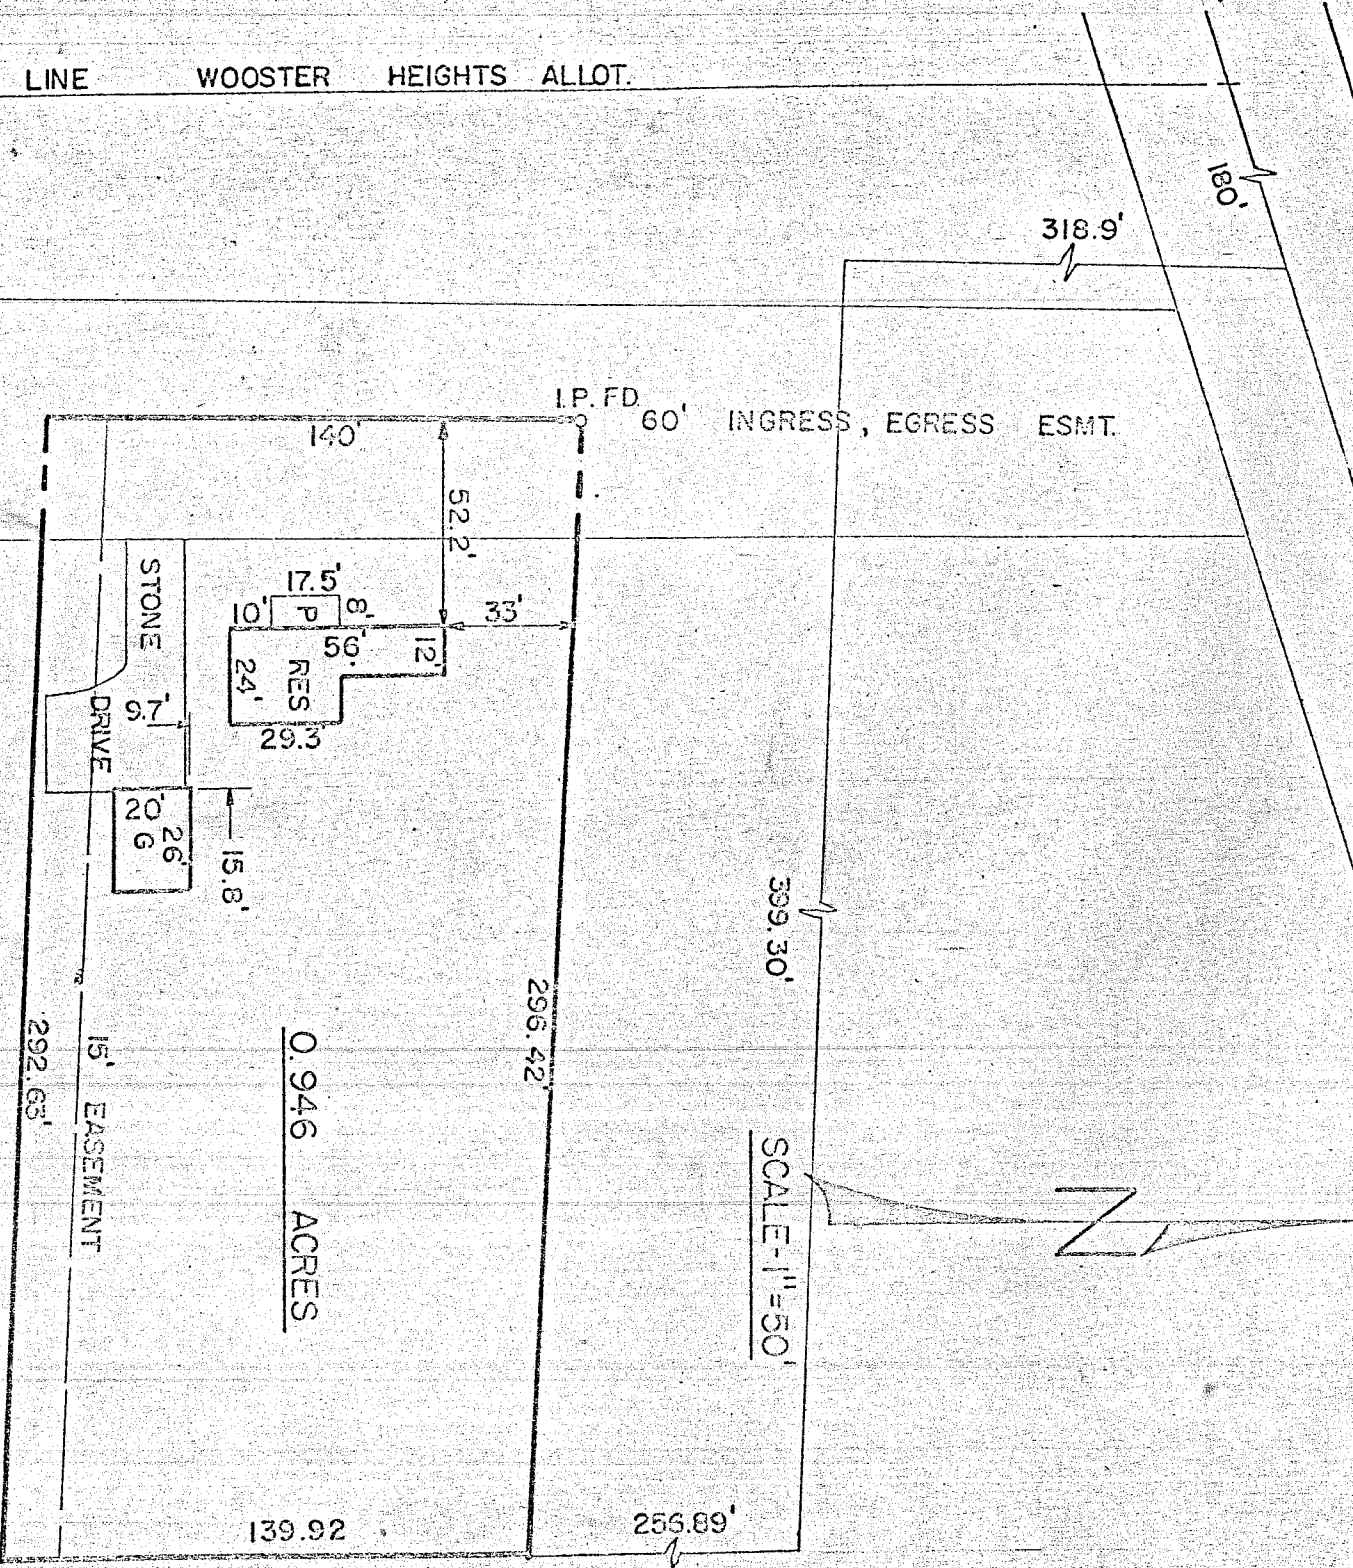 LINE WOOSTER HEIGHTS ALLOT.
180'
318.9'
I.P. FD.
60' INGRESS, EGRESS ESMT.
140'
52.2'
STONE
DRIVE
17.5'
10'
P
8'
33'
56'
12'
24'
RES
29.3'
9.7'
20'
26'
G
15.8'
399.30'
296.42'
292.63'
15' EASEMENT
0.946 ACRES
SCALE-1"=50'
N
139.92
256.89'